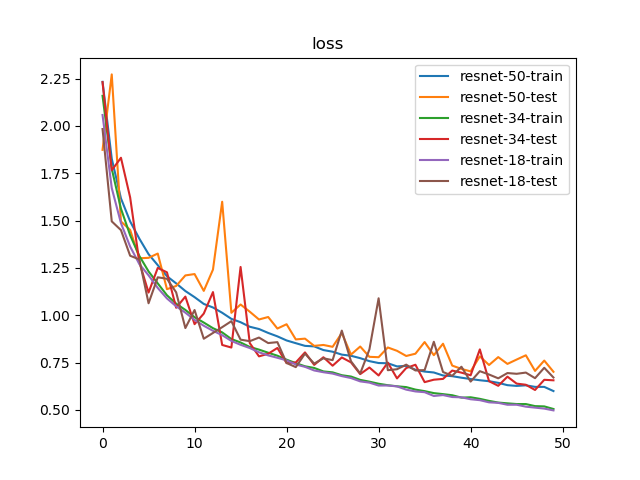 loss
2.25
2.00
1.75
1.50
1.25
1.00
0.75
0.50
0
10
20
30
40
50
resnet-50-train
resnet-50-test
resnet-34-train
resnet-34-test
resnet-18-train
resnet-18-test